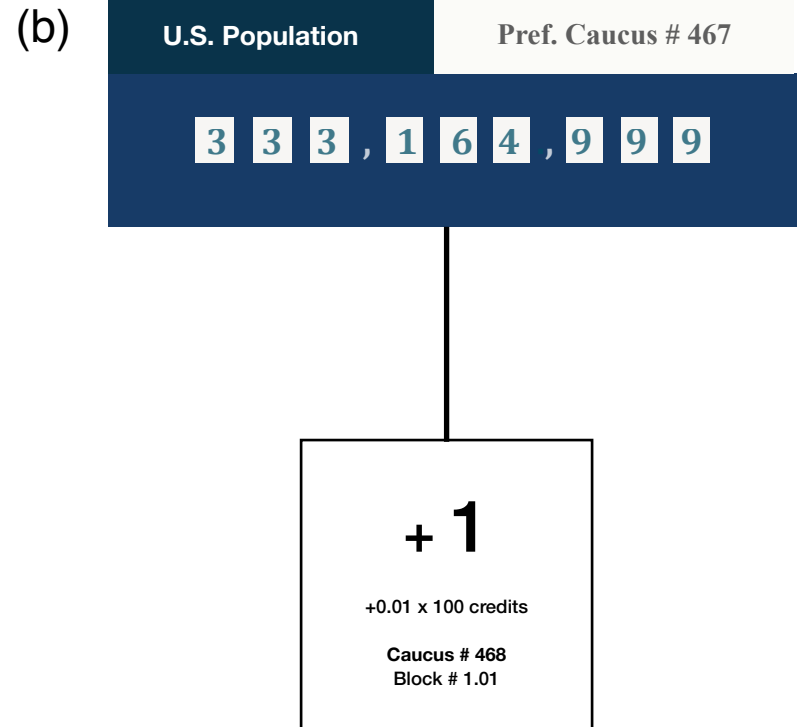 (b)
U.S. Population
Pref. Caucus # 467
333,164,999
+ 1
+0.01 x 100 credits
Caucus # 468
Block # 1.01